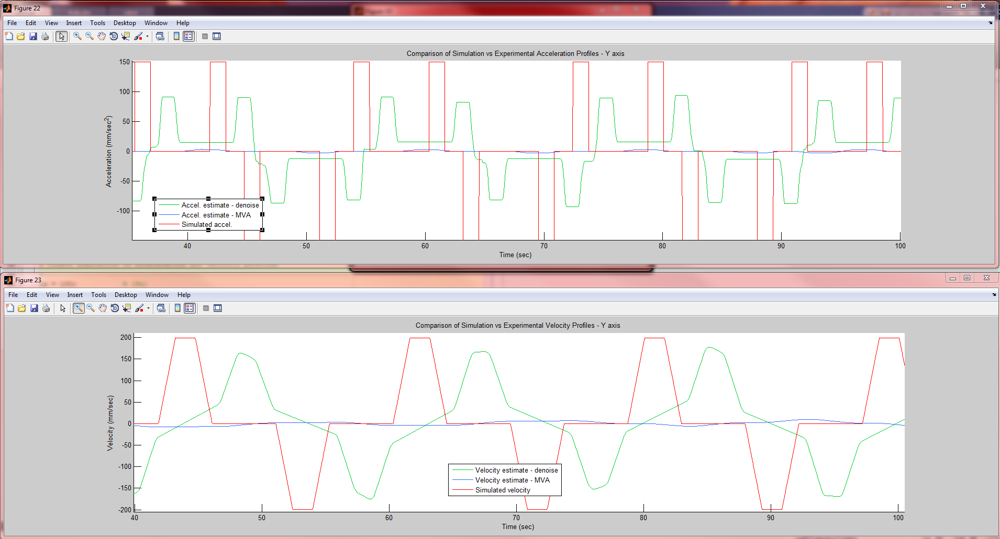 Figure 22
File Edit View Insert Tools Desktop Window Help
Comparison of Simulation vs Experimental Acceleration Profiles - Y axis
150
100
50
0
-50
-100
Acceleration (mm/sec2)
Accel. estimate - denoise
Accel. estimate - MVA
Simulated accel.
40 50 60 70 80 90 100
Time (sec)
Figure 23
File Edit View Insert Tools Desktop Window Help
Comparison of Simulation vs Experimental Velocity Profiles - Y axis
200
150
100
50
0
-50
-100
-150
-200
Velocity (mm/sec)
Velocity estimate - denoise
Velocity estimate - MVA
Simulated velocity
40 50 60 70 80 90 100
Time (sec)